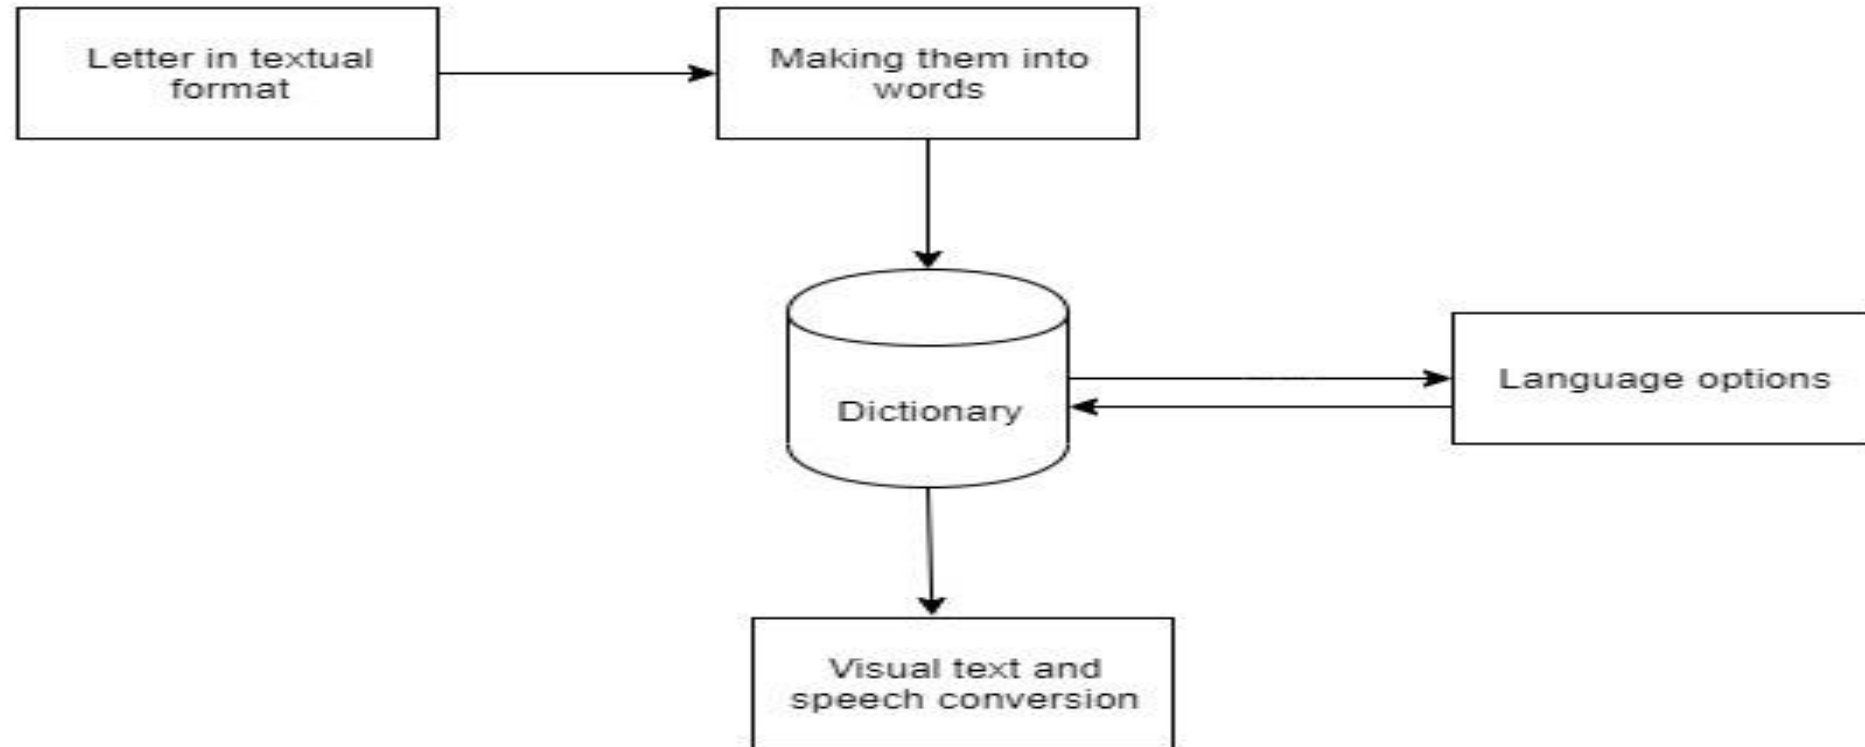 Letter in textual
format
Making them into
words
Dictionary
Language options
Visual text and
speech conversion